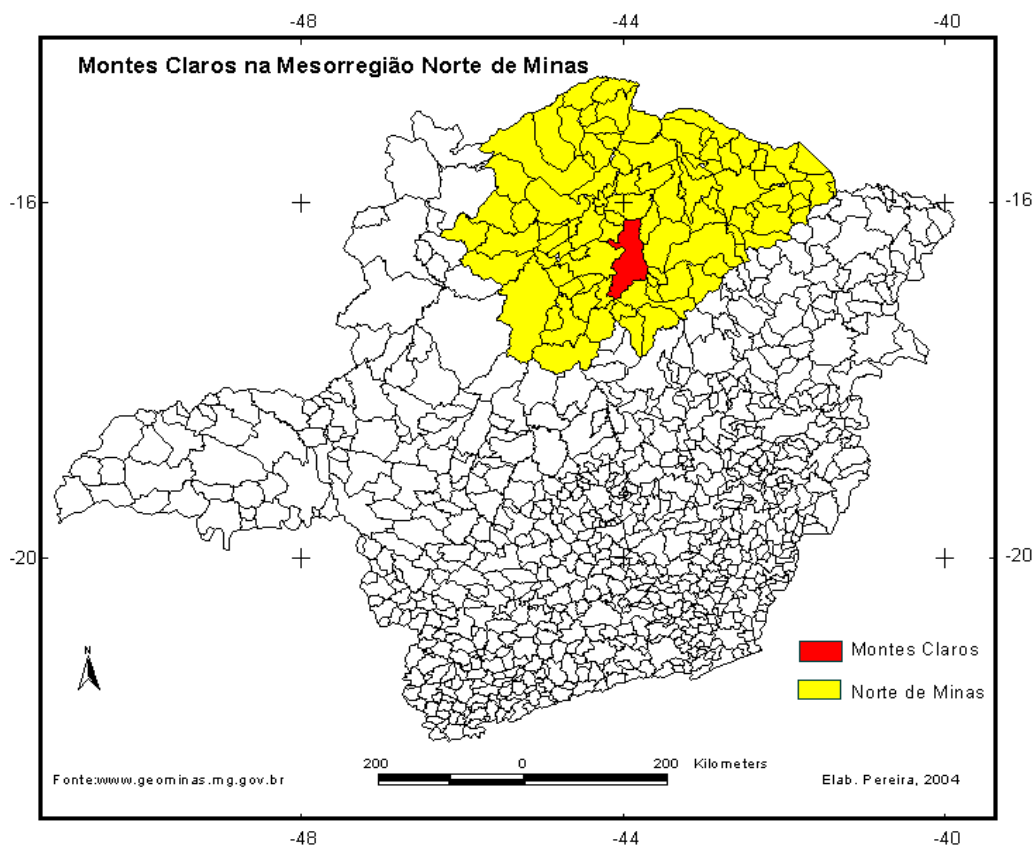 -48 -44 -40
Montes Claros na Mesorregião Norte de Minas
-16 -16
-20 -20
N
Montes Claros
Norte de Minas
200 0 200 Kilometers
Fonte:www.geominas.mg.gov.br
Elab. Pereira, 2004
-48 -44 -40